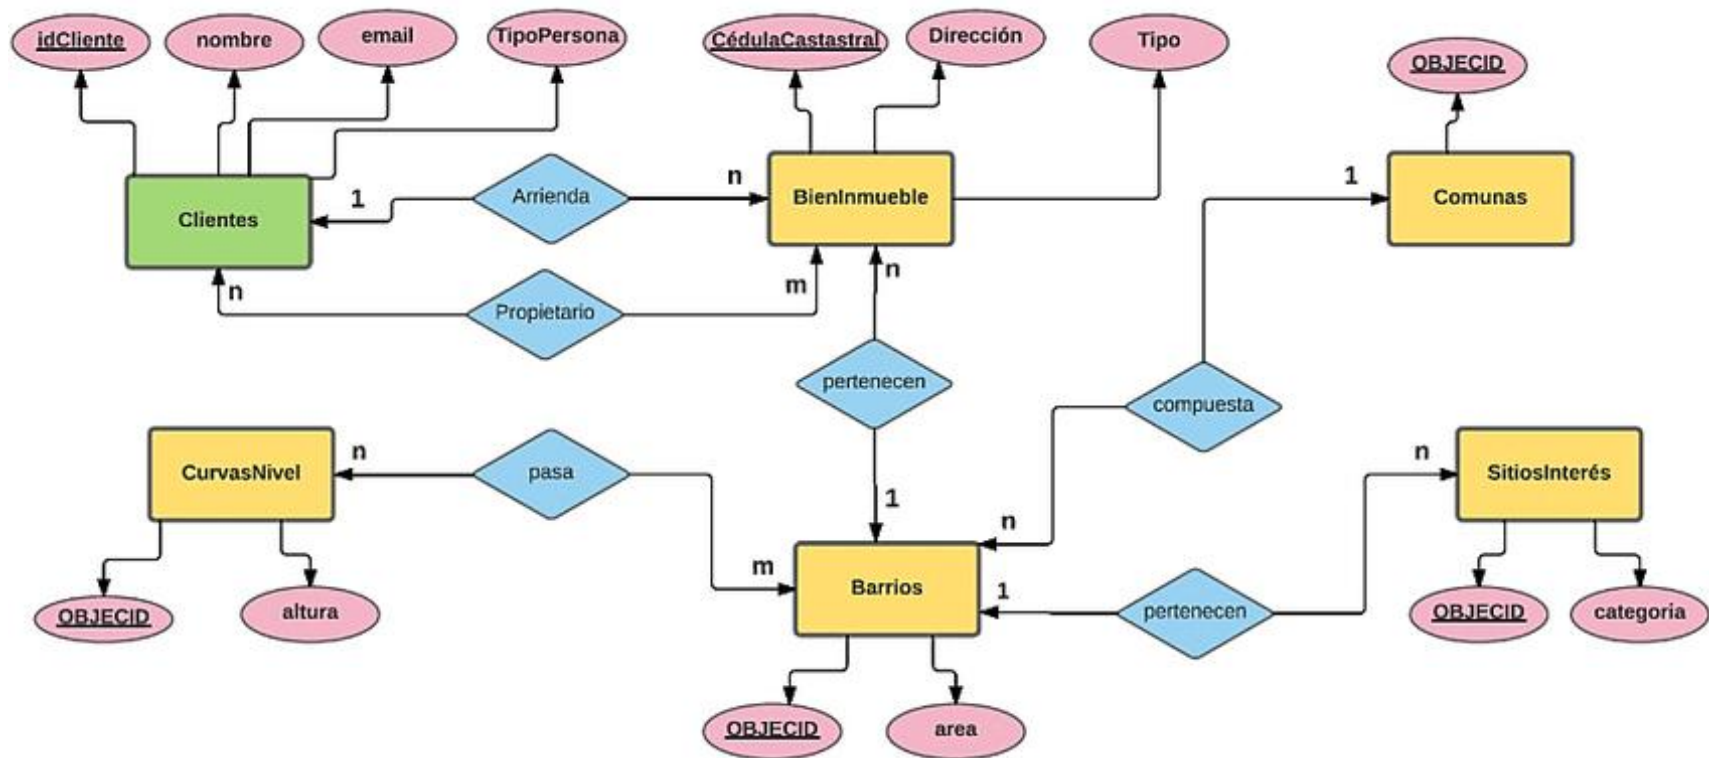 idCliente
nombre
email
TipoPersona
CédulaCastastral
Dirección
Tipo
OBJECID
Clientes
1
Arrienda
n
BienInmueble
1
Comunas
n
Propietario
m
n
pertenecen
compuesta
CurvasNivel
n
pasa
m
1
n
n
SitiosInterés
Barrios
1
pertenecen
OBJECID
altura
OBJECID
categoria
OBJECID
area